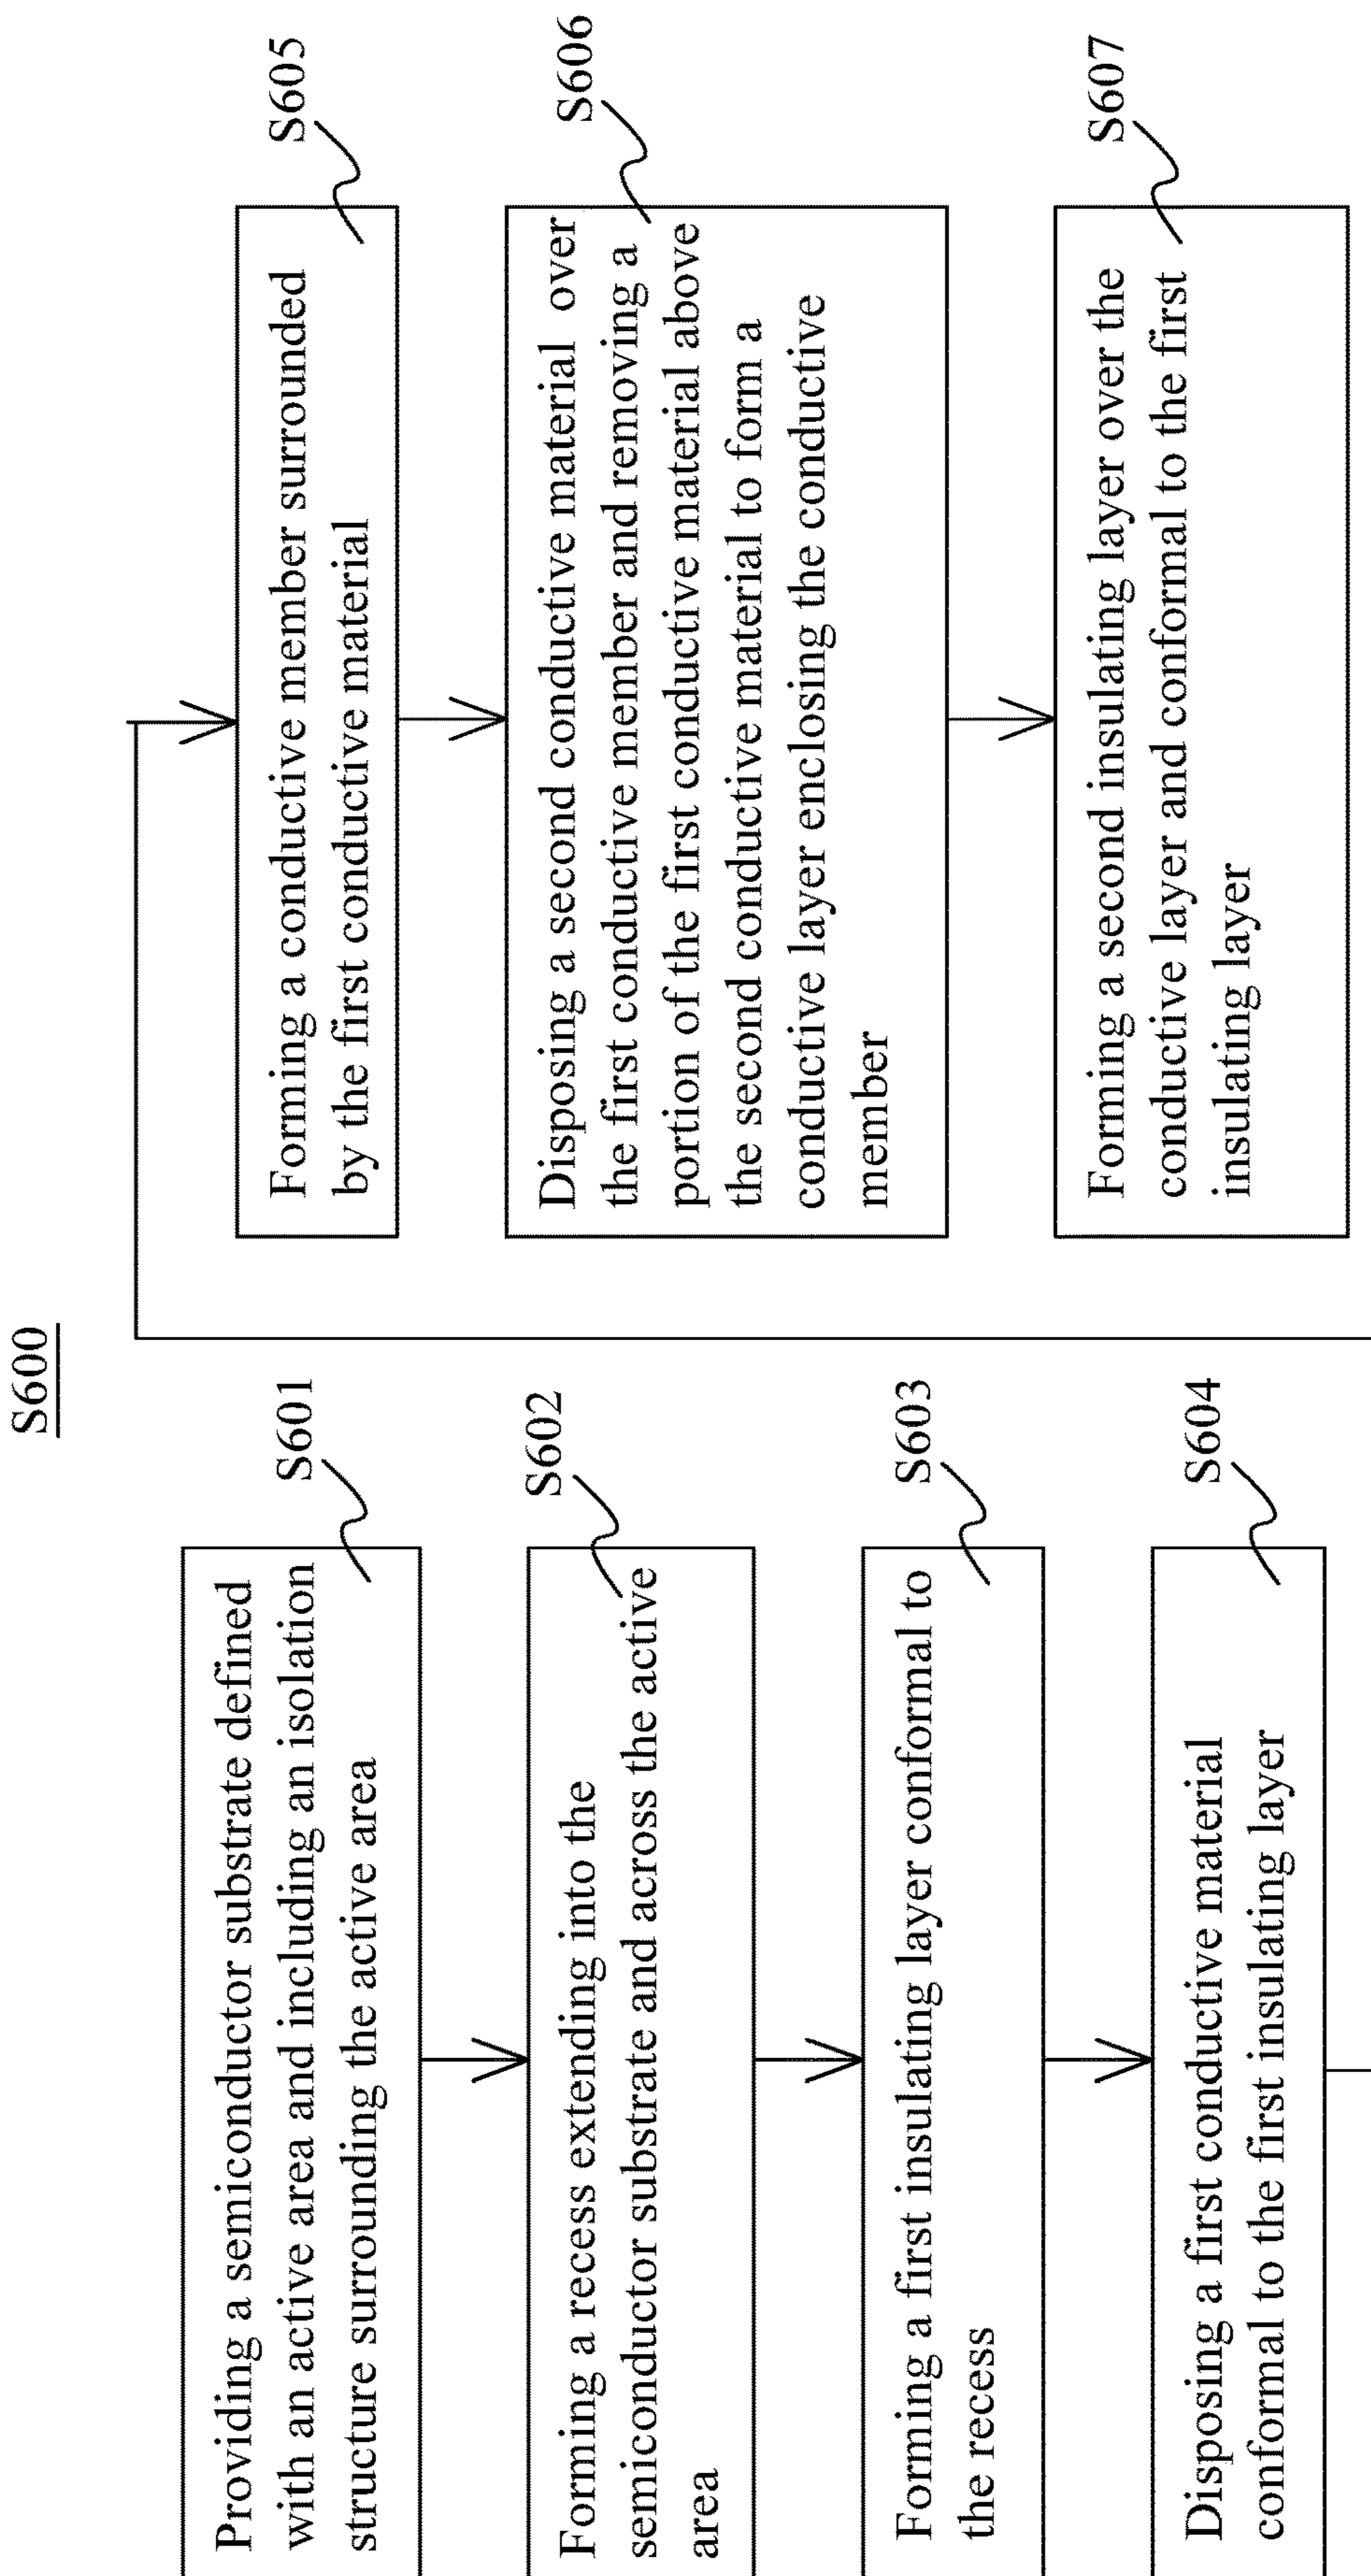 S600
S601
Providing a semiconductor substrate defined
with an active area and including an isolation
structure surrounding the active area
S602
Forming a recess extending into the
semiconductor substrate and across the active
area
S603
Forming a first insulating layer conformal to
the recess
S604
Disposing a first conductive material
conformal to the first insulating layer
S605
Forming a conductive member surrounded
by the first conductive material
S606
Disposing a second conductive material over
the first conductive member and removing a
portion of the first conductive material above
the second conductive material to form a
conductive layer enclosing the conductive
member
S607
Forming a second insulating layer over the
conductive layer and conformal to the first
insulating layer